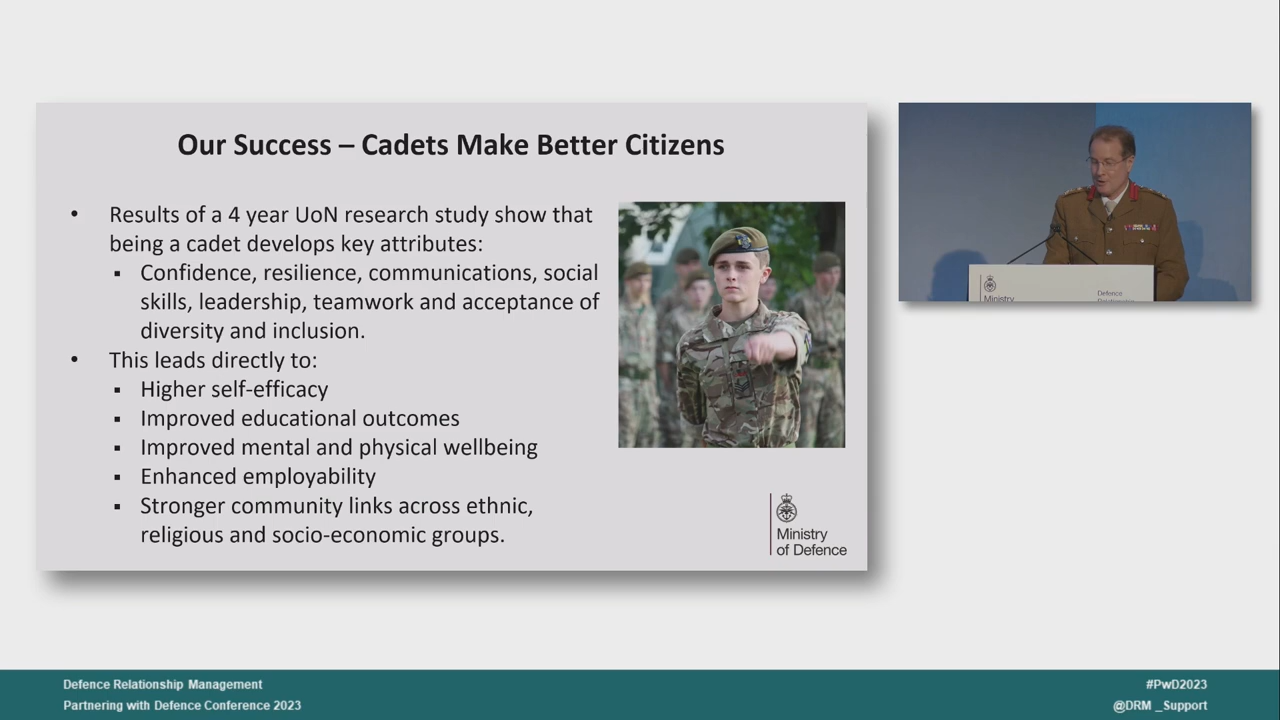 Our Success – Cadets Make Better Citizens
• Results of a 4 year UoN research study show that
being a cadet develops key attributes:
▪ Confidence, resilience, communications, social
skills, leadership, teamwork and acceptance of
diversity and inclusion.
• This leads directly to:
▪ Higher self-efficacy
▪ Improved educational outcomes
▪ Improved mental and physical wellbeing
▪ Enhanced employability
▪ Stronger community links across ethnic,
religious and socio-economic groups.
Ministry
of Defence
Ministry
Defence
Defence Relationship Management
Partnering with Defence Conference 2023
#PwD2023
@DRM _Support